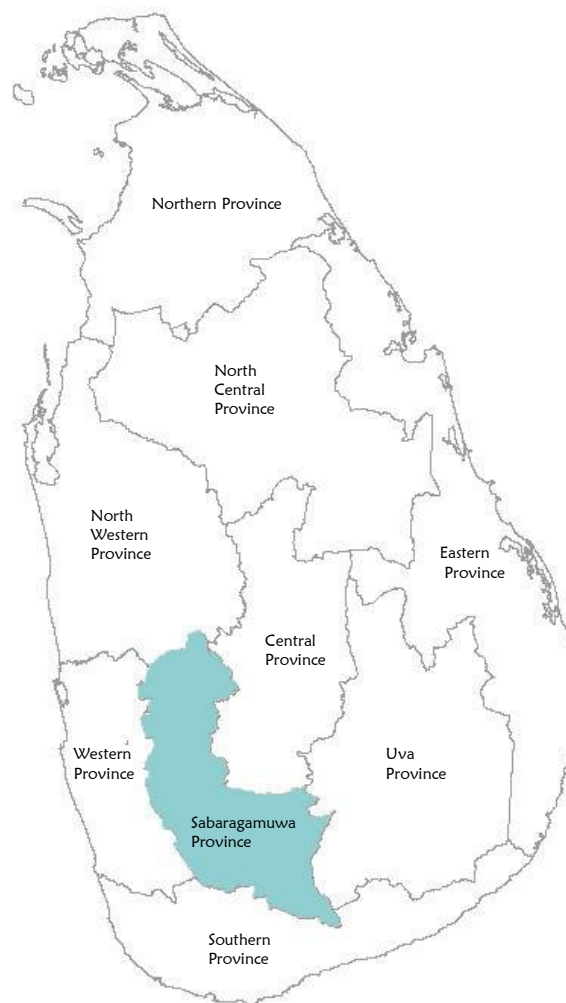 Northern Province
North
Central
Province
North
Western
Province
Eastern
Province
Central
Province
Western
Province
Uva
Province
Sabaragamuwa
Province
Southern
Province